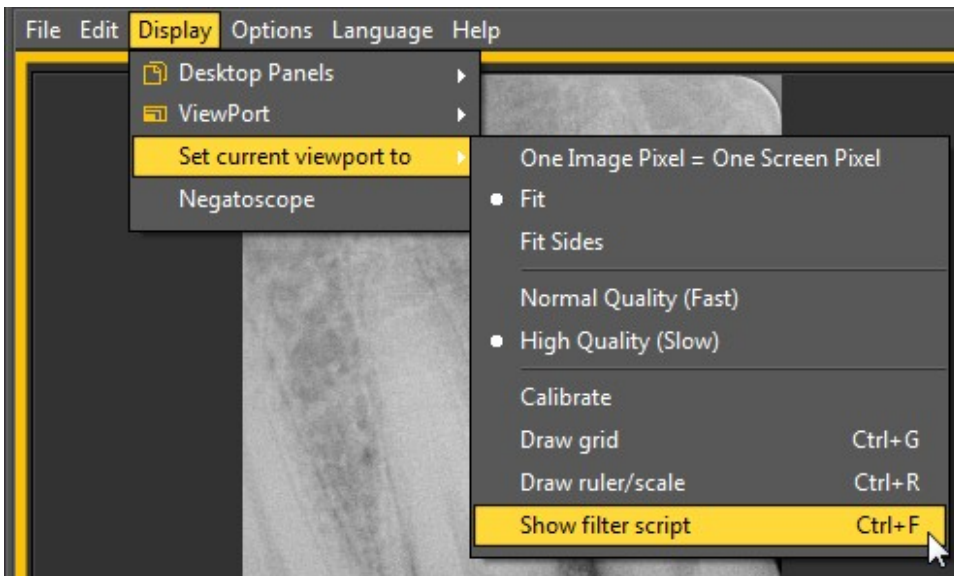 File Edit Display Options Language Help
Desktop Panels
ViewPort
Set current viewport to
Negatoscope
One Image Pixel = One Screen Pixel
Fit
Fit Sides
Normal Quality (Fast)
High Quality (Slow)
Calibrate
Draw grid Ctrl+G
Draw ruler/scale Ctrl+R
Show filter script Ctrl+F